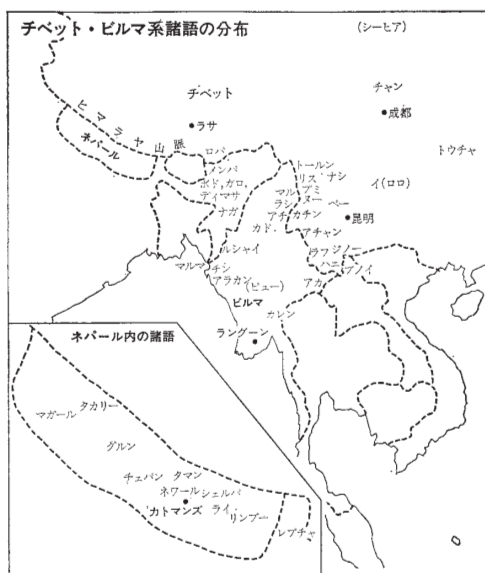 チベット・ビルマ系諸語の分布
(シーヒア)
チベット
チャン
成都
ヒマラヤ山脈
ネパール
ラサ
トウチャ
ロパ
メンパ
ボド,ガロ,
ディマサ
ナガ
トールン
リス ナシ
プミ
マル ヌー ペー
ラシ
アチ カチン
カド.
アチャン
イ(ロロ)
昆明
ルシャイ
ラフ ジノー
ハニ
プノイ
アカ
マルマ
チン
アラカン
(ピュー)
ビルマ
カレン
ラングーン
ネパール内の諸語
マガール タカリー
グルン
チェパン タマン
ネワール シェルパ
カトマンズ ライ リンブー
レプチャ